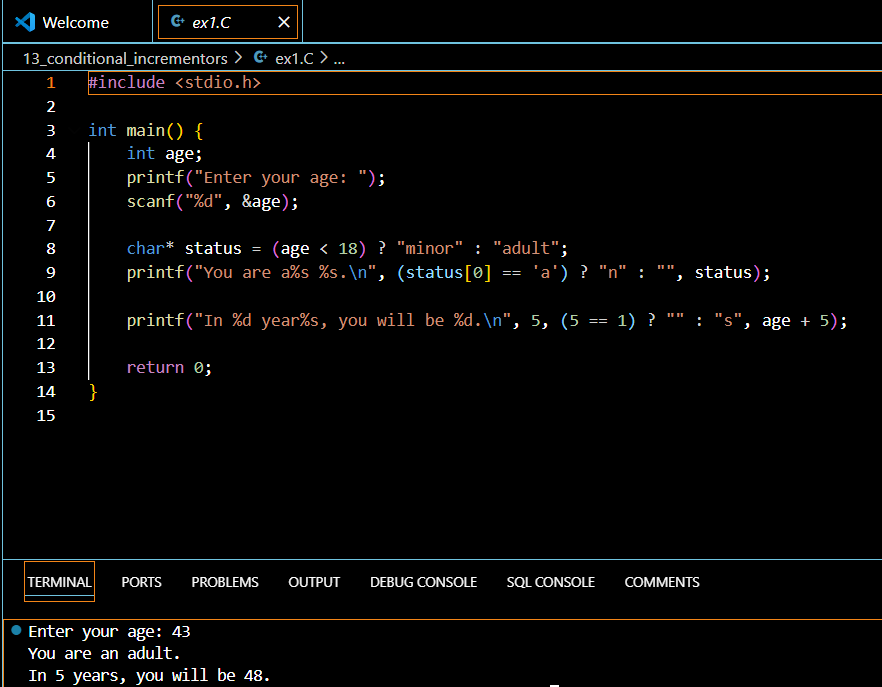 Welcome
ex1.C
13_conditional_incrementors > ex1.C > ...
1 #include <stdio.h>
2
3 int main() {
4     int age;
5     printf("Enter your age: ");
6     scanf("%d", &age);
7
8     char* status = (age < 18) ? "minor" : "adult";
9     printf("You are a%s %s.\n", (status[0] == 'a') ? "n" : "", status);
10
11     printf("In %d year%s, you will be %d.\n", 5, (5 == 1) ? "" : "s", age + 5);
12
13     return 0;
14 }
15
TERMINAL PORTS PROBLEMS OUTPUT DEBUG CONSOLE SQL CONSOLE COMMENTS
Enter your age: 43
You are an adult.
In 5 years, you will be 48.